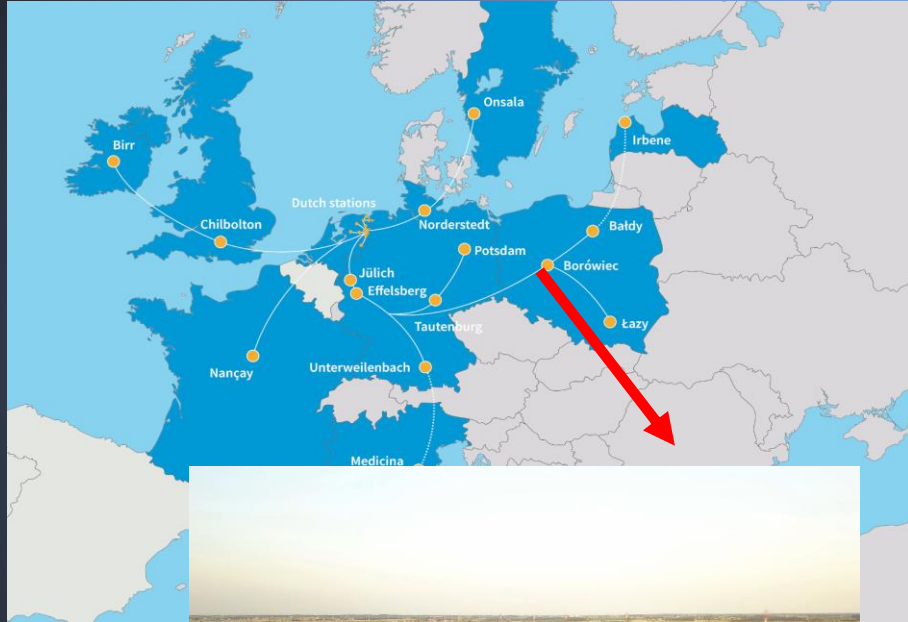 Onsala
Irbene
Birr
Dutch stations
Chilbolton
Norderstedt
Bałdy
Potsdam
Borówiec
Jülich
Effelsberg
Łazy
Tautenburg
Nançay
Unterweilenbach
Medicina